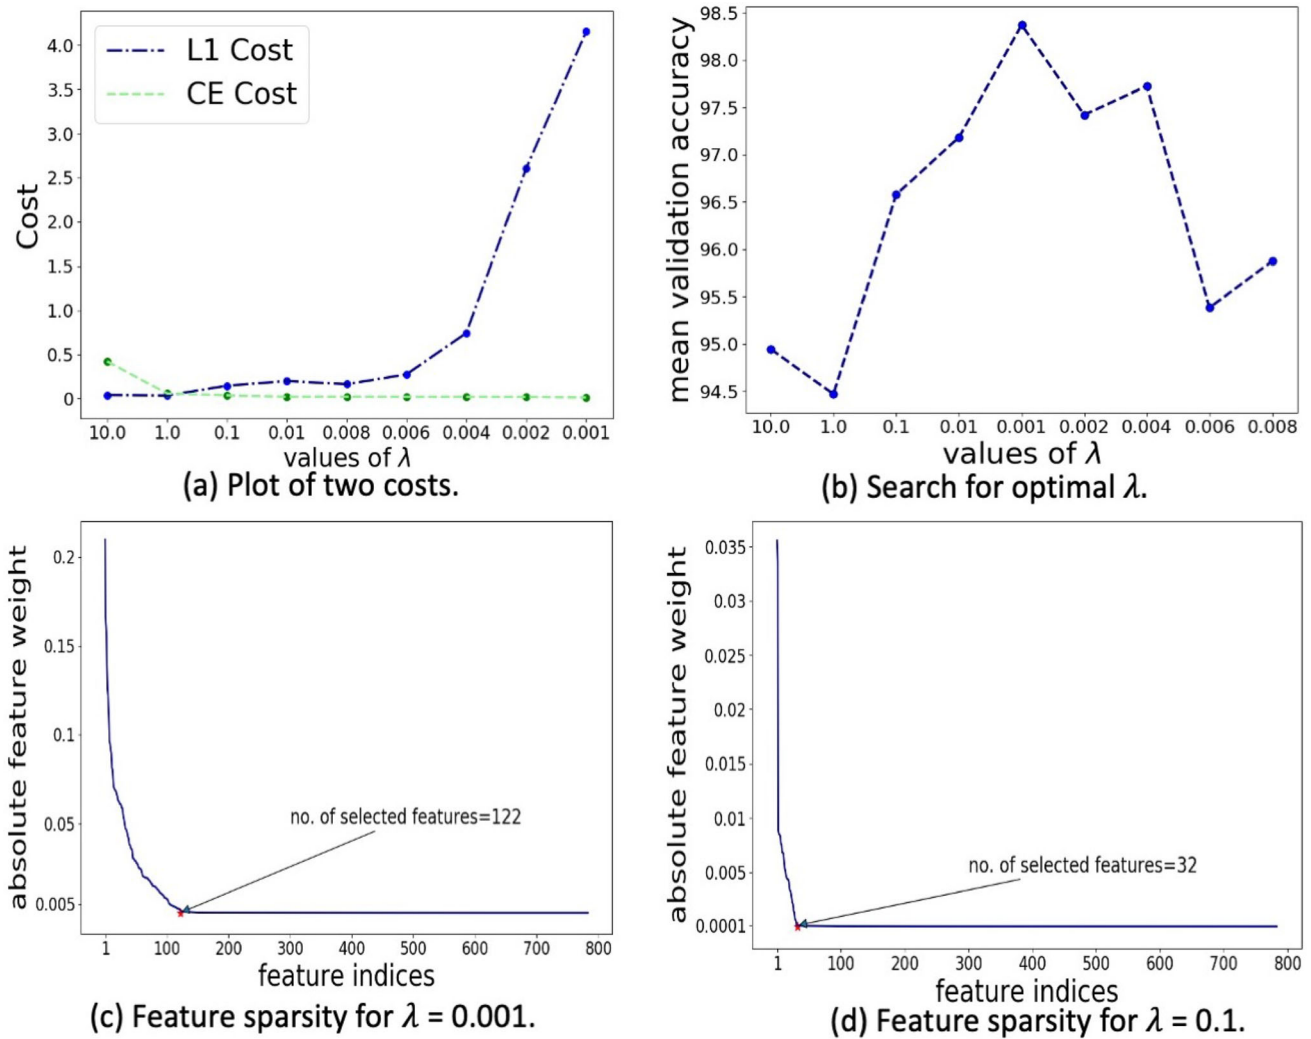 L1 Cost
CE Cost
Cost
4.0
3.5
3.0
2.5
2.0
1.5
1.0
0.5
0
10.0 1.0 0.1 0.01 0.008 0.006 0.004 0.002 0.001
values of λ
(a) Plot of two costs.
mean validation accuracy
98.5
98.0
97.5
97.0
96.5
96.0
95.5
95.0
94.5
10.0 1.0 0.1 0.01 0.001 0.002 0.004 0.006 0.008
values of λ
(b) Search for optimal λ.
absolute feature weight
0.2
0.15
0.1
0.05
0.005
no. of selected features=122
1 100 200 300 400 500 600 700 800
feature indices
(c) Feature sparsity for λ = 0.001.
absolute feature weight
0.035
0.03
0.025
0.02
0.015
0.01
0.005
0.0001
no. of selected features=32
1 100 200 300 400 500 600 700 800
feature indices
(d) Feature sparsity for λ = 0.1.